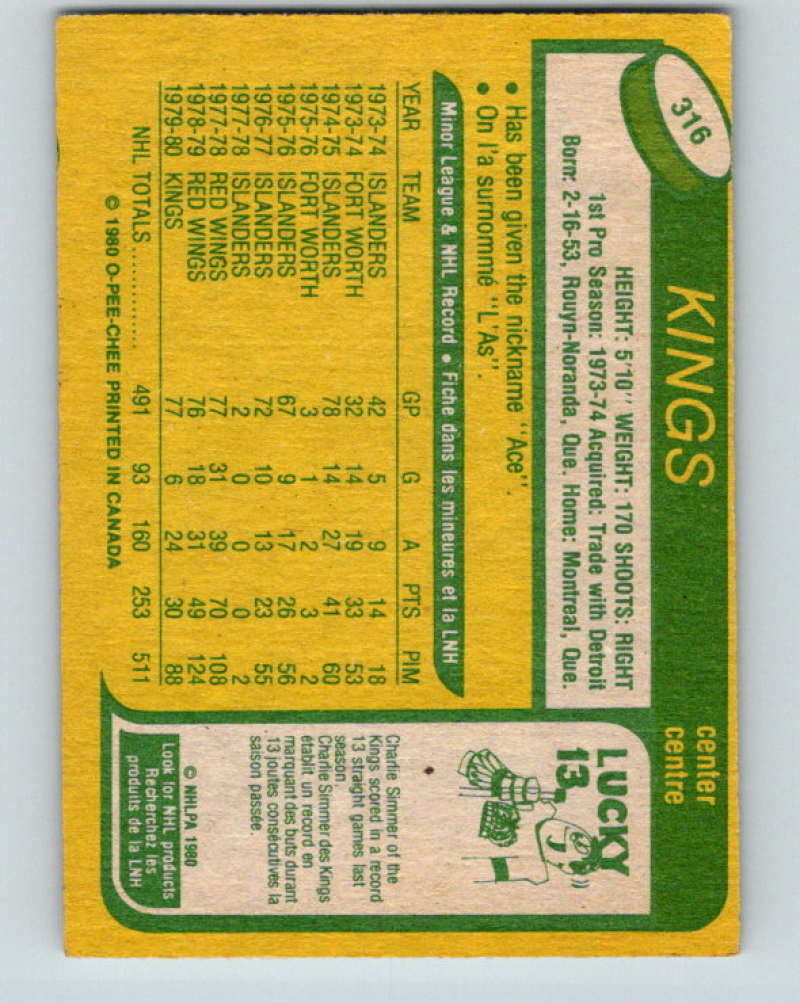 316
KINGS
center
centre
HEIGHT: 5'10" WEIGHT: 170 SHOOTS: RIGHT
1st Pro Season: 1973-74 Acquired: Trade with Detroit
Born: 2-16-53, Rouyn-Noranda, Que. Home: Montreal, Que.
• Has been given the nickname "Ace".
• On l'a surnommé "L'As".
Minor League & NHL Record • Fiche dans les mineures et la LNH
YEAR TEAM GP G A PTS PIM
1973-74 ISLANDERS 42 5 9 14 18
1973-74 FORT WORTH 32 14 19 33 53
1974-75 ISLANDERS 78 14 27 41 60
1975-76 FORT WORTH 3 1 2 3 2
1975-76 ISLANDERS 67 9 17 26 56
1976-77 ISLANDERS 72 10 13 23 55
1977-78 ISLANDERS 2 0 0 0 2
1977-78 RED WINGS 77 31 39 70 108
1978-79 RED WINGS 76 18 31 49 124
1979-80 KINGS 77 6 24 30 88
NHL TOTALS ............. 491 93 160 253 511
© 1980 O-PEE-CHEE PRINTED IN CANADA
LUCKY
13
Charlie Simmer of the
Kings scored in a record
13 straight games last
season.
Charlie Simmer des Kings
établit un record en
marquant des buts durant
13 joutes consécutives la
saison passée.
© NHLPA 1980
Look for NHL products
Recherchez les
produits de la LNH